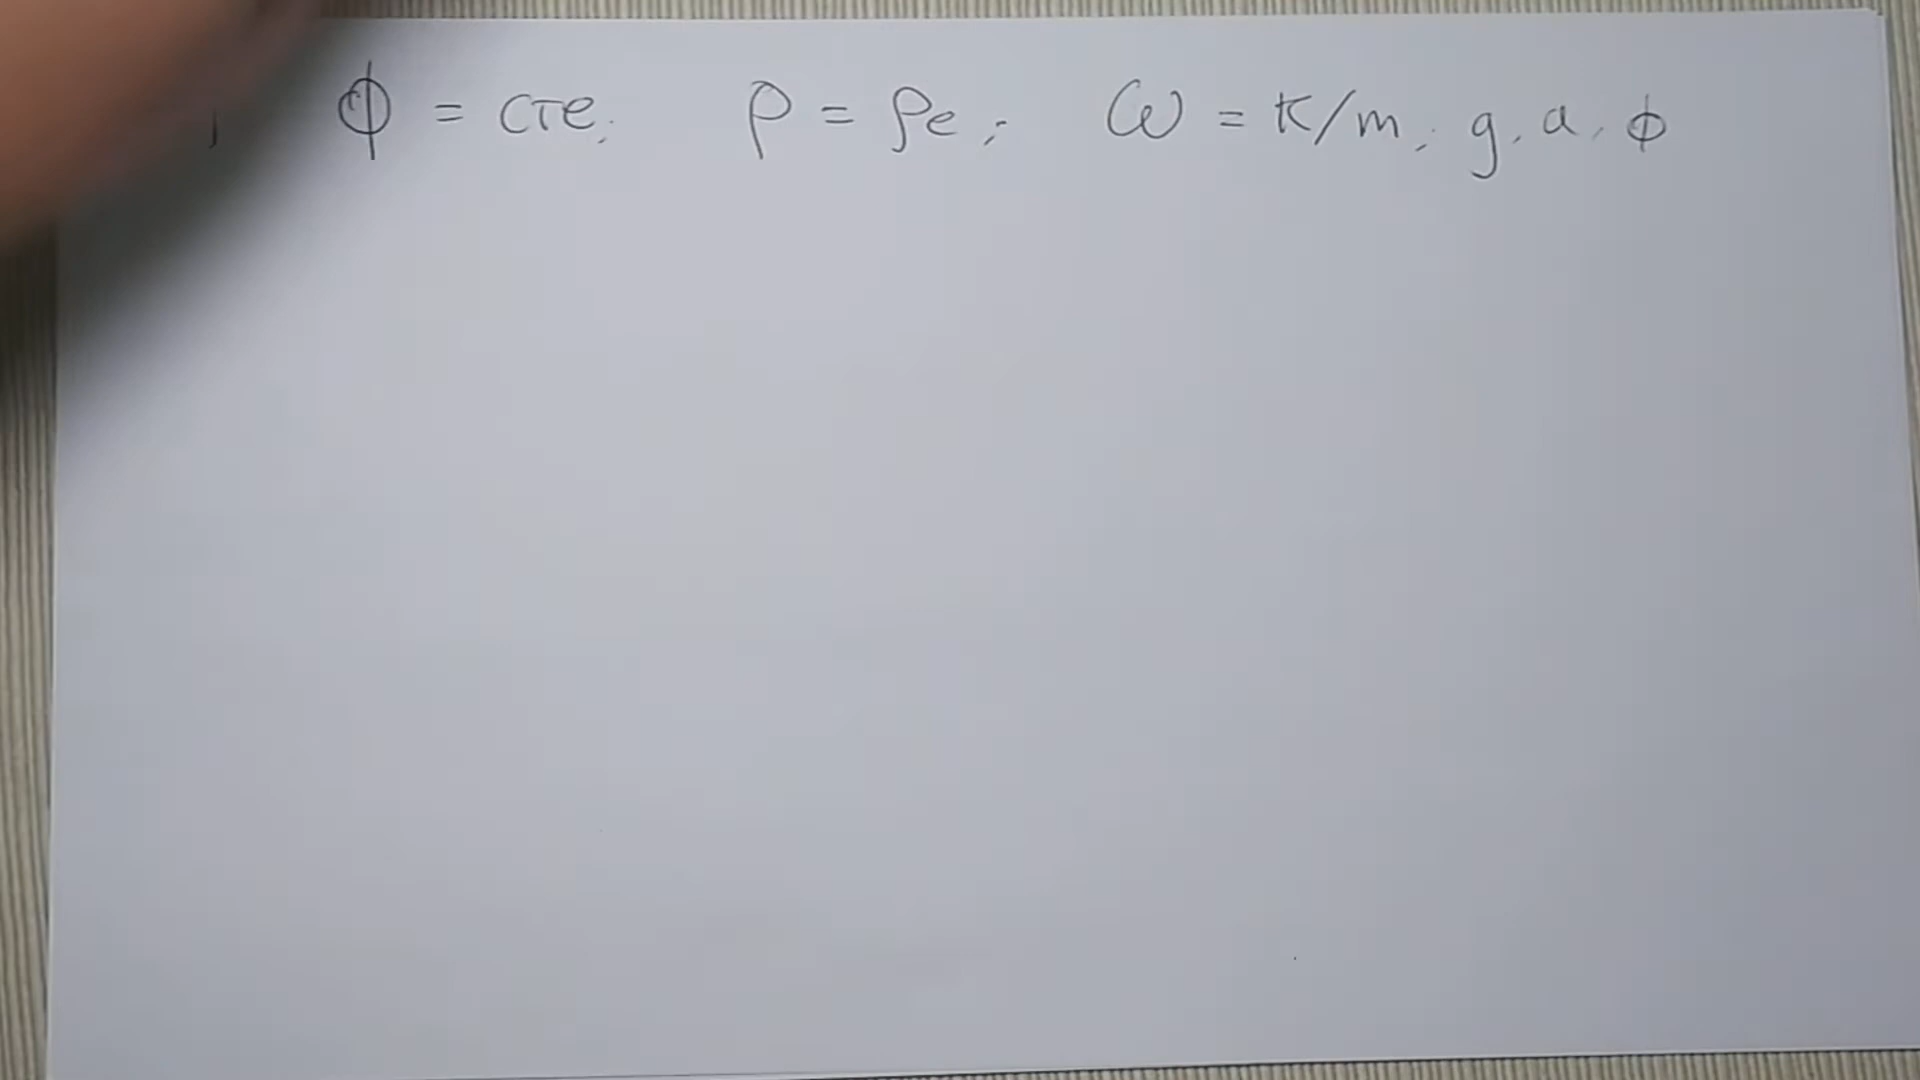 ϕ = cte; ρ = ρe; ω = k/m; g, a, ϕ